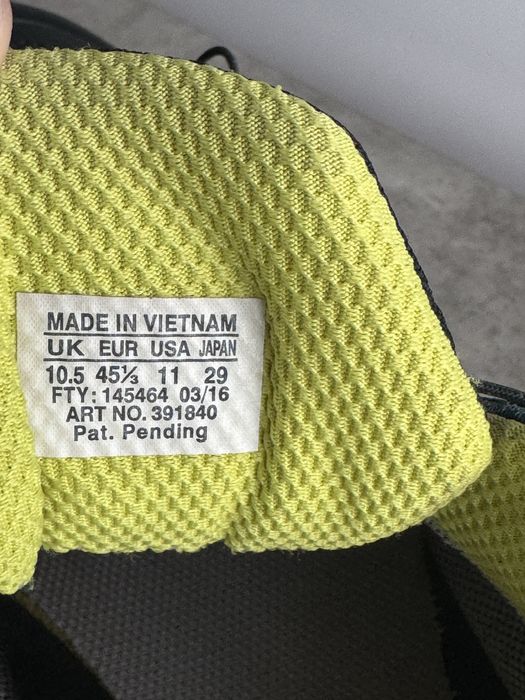 MADE IN VIETNAM
UK EUR USA JAPAN
10.5 45⅓ 11 29
FTY: 145464 03/16
ART NO. 391840
Pat. Pending